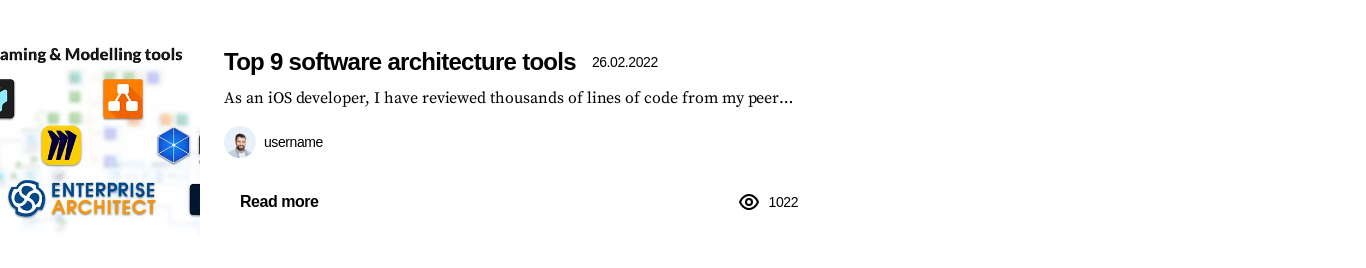 aming & Modelling tools
ENTERPRISE
ARCHITECT
Top 9 software architecture tools 26.02.2022
As an iOS developer, I have reviewed thousands of lines of code from my peer...
username
Read more 1022